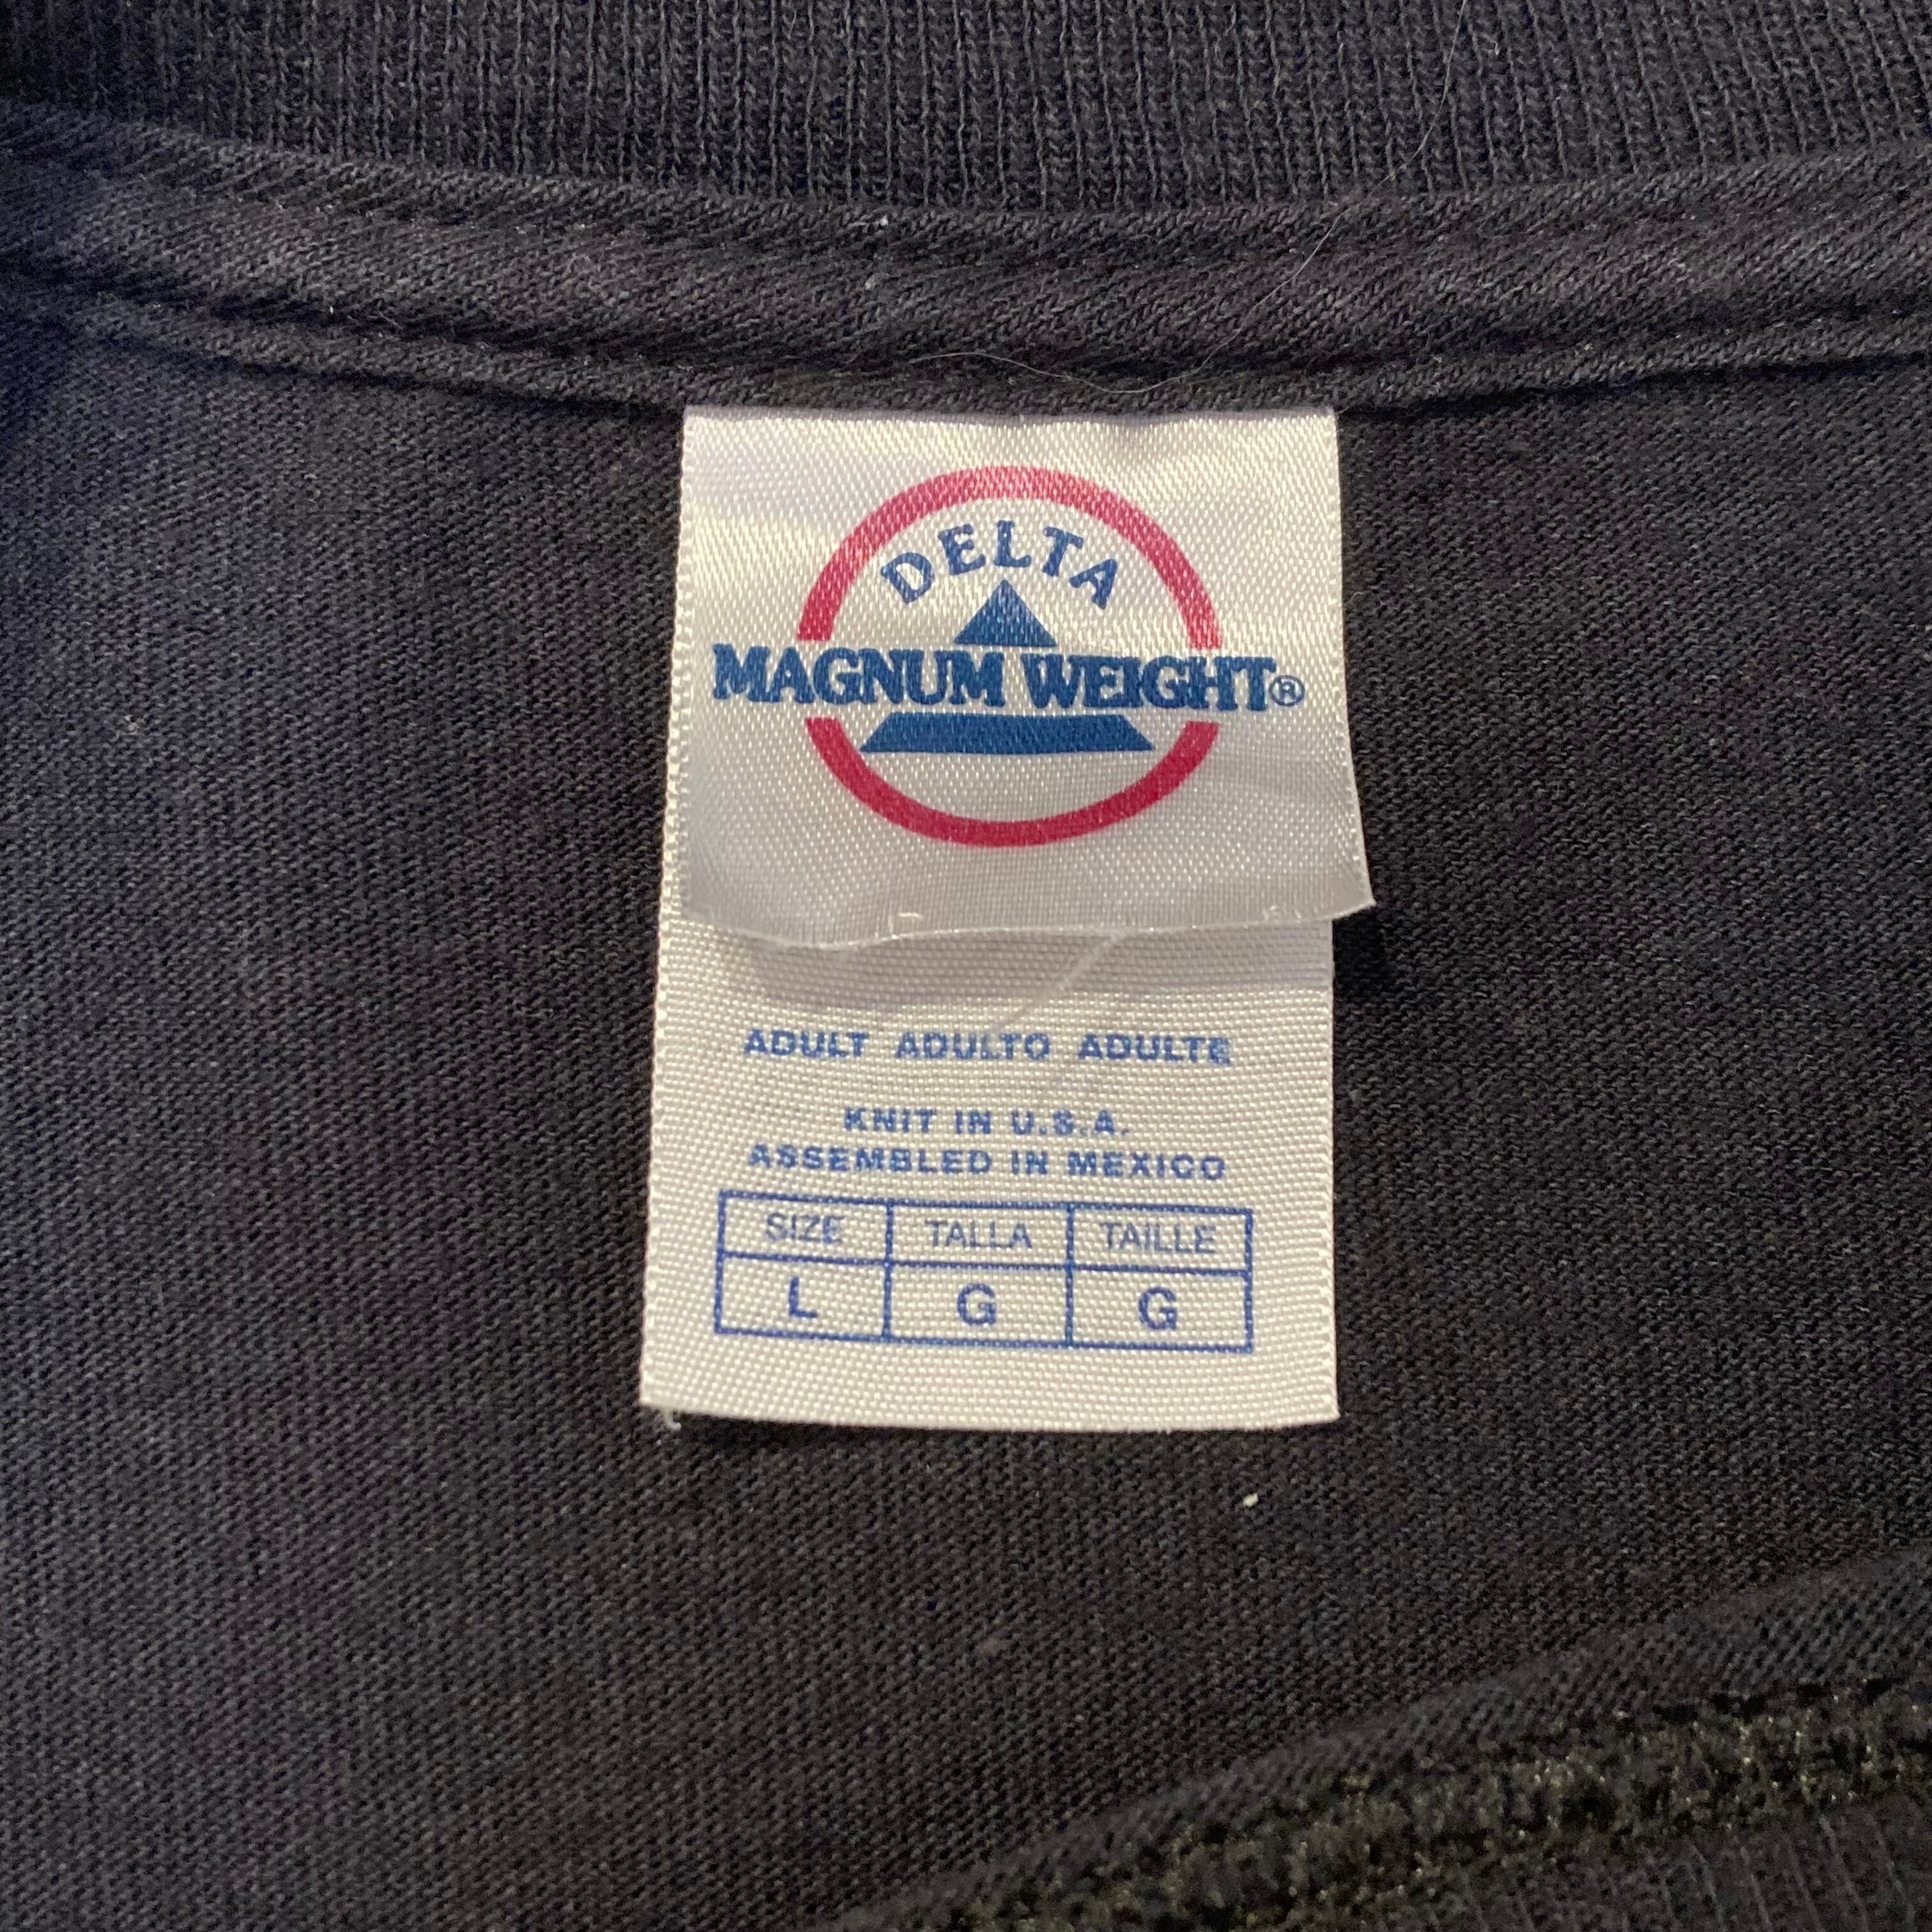 DELTA
MAGNUM WEIGHT®
ADULT ADULTO ADULTE
KNIT IN U.S.A.
ASSEMBLED IN MEXICO
SIZE TALLA TAILLE
L G G